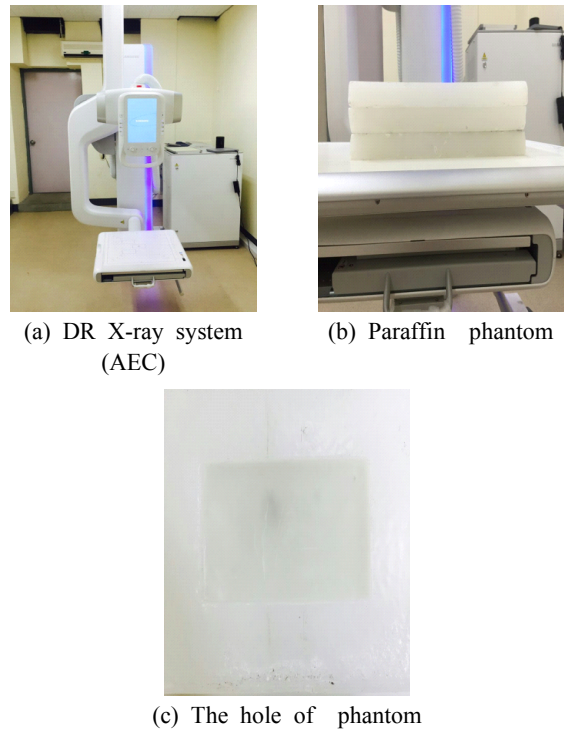 (a) DR X-ray system
(AEC)
(b) Paraffin phantom
(c) The hole of phantom